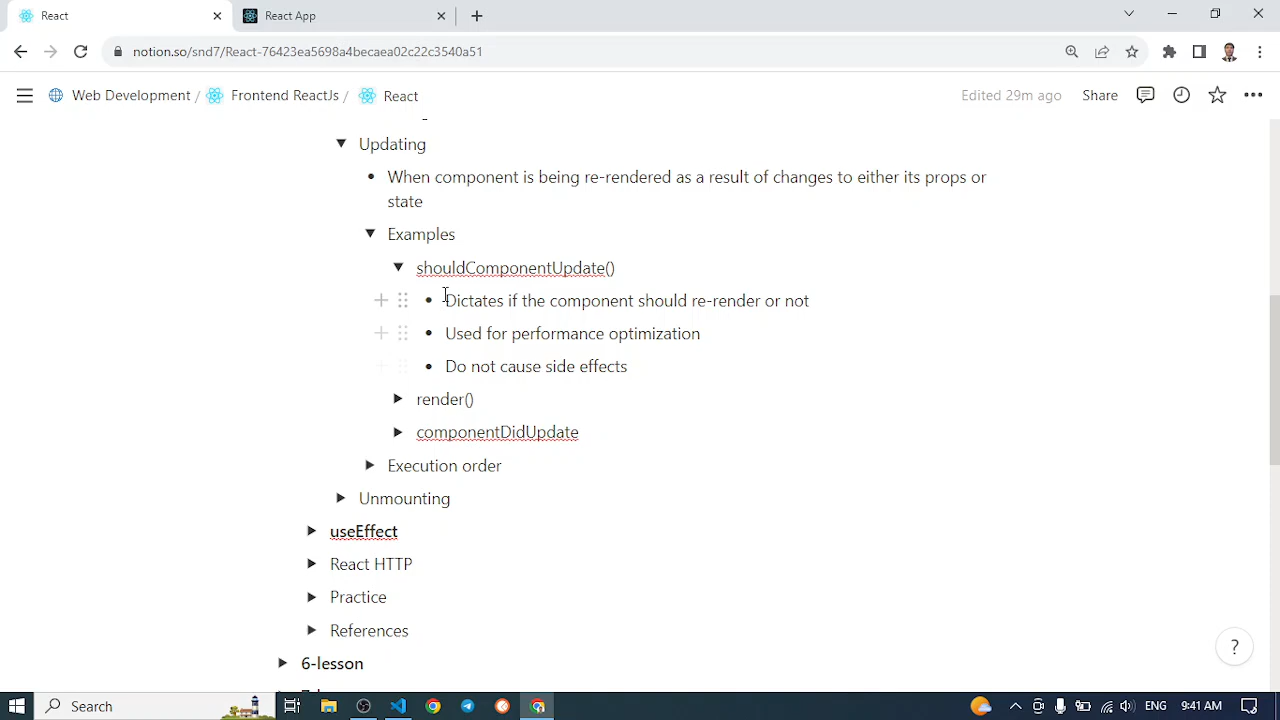 React
React App
notion.so/snd7/React-76423ea5698a4becaea02c22c3540a51
Web Development / Frontend ReactJs / React
Edited 29m ago Share
Updating
When component is being re-rendered as a result of changes to either its props or
state
Examples
shouldComponentUpdate()
Dictates if the component should re-render or not
Used for performance optimization
Do not cause side effects
render()
componentDidUpdate
Execution order
Unmounting
useEffect
React HTTP
Practice
References
6-lesson
?
Search
ENG 9:41 AM